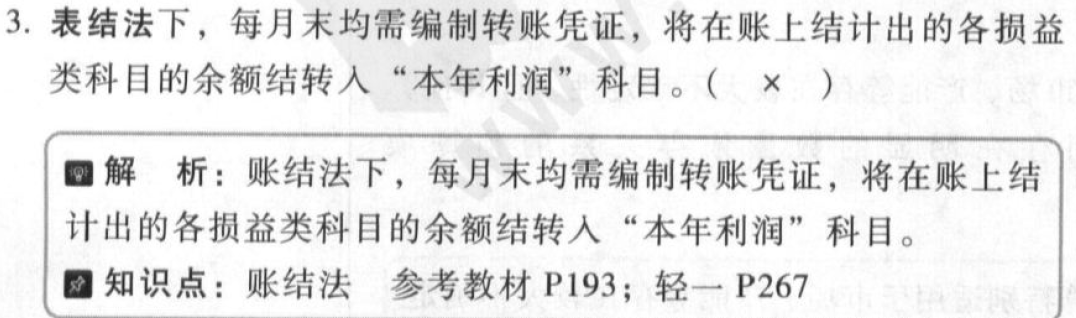 3. 表结法下，每月末均需编制转账凭证，将在账上结计出的各损益
类科目的余额结转入“本年利润”科目。( × )
解 析：账结法下，每月末均需编制转账凭证，将在账上结
计出的各损益类科目的余额结转入“本年利润”科目。
知识点：账结法 参考教材 P193；轻一 P267